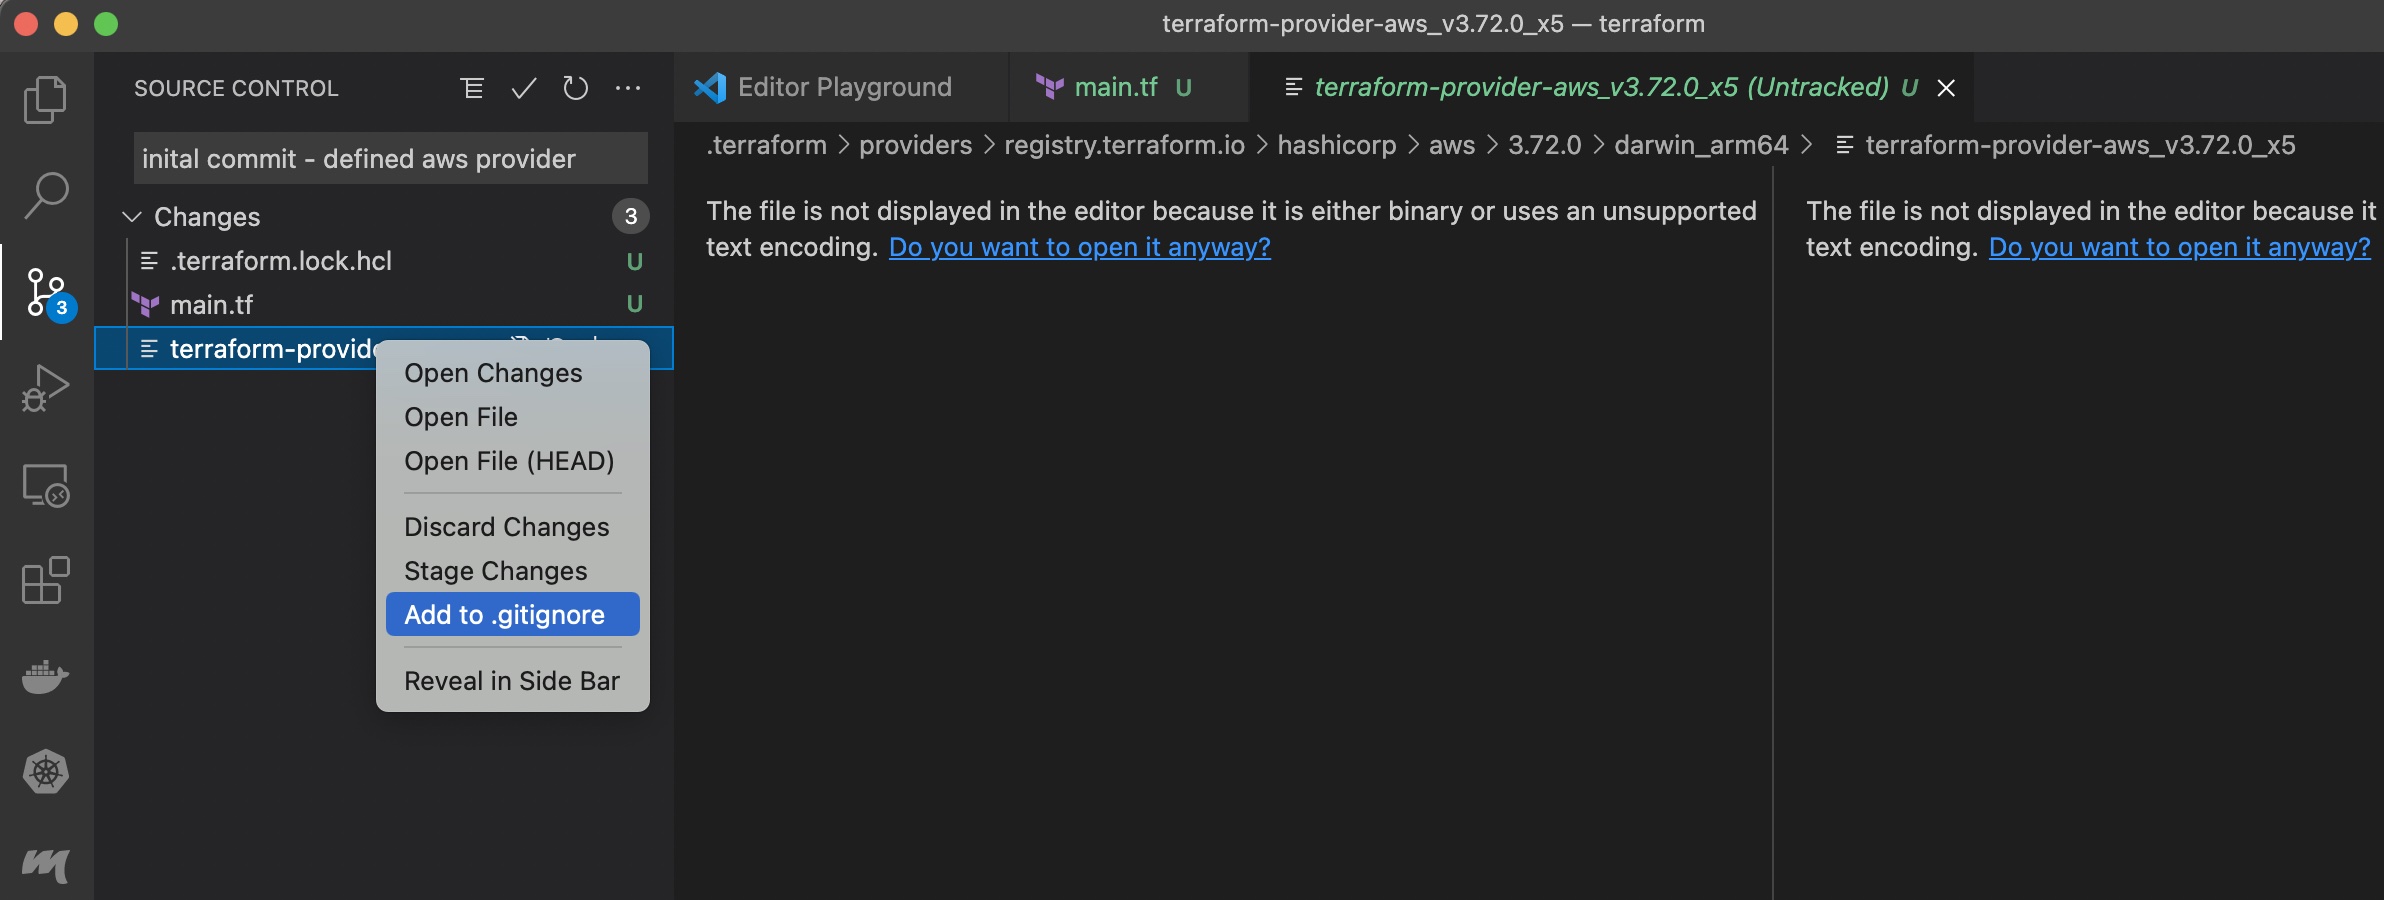 terraform-provider-aws_v3.72.0_x5 — terraform
SOURCE CONTROL
Editor Playground
main.tf U
terraform-provider-aws_v3.72.0_x5 (Untracked) U
inital commit - defined aws provider
.terraform > providers > registry.terraform.io > hashicorp > aws > 3.72.0 > darwin_arm64 > terraform-provider-aws_v3.72.0_x5
Changes 3
The file is not displayed in the editor because it is either binary or uses an unsupported
text encoding. Do you want to open it anyway?
The file is not displayed in the editor because it
text encoding. Do you want to open it anyway?
.terraform.lock.hcl U
3
main.tf U
terraform-provide
Open Changes
Open File
Open File (HEAD)
Discard Changes
Stage Changes
Add to .gitignore
Reveal in Side Bar